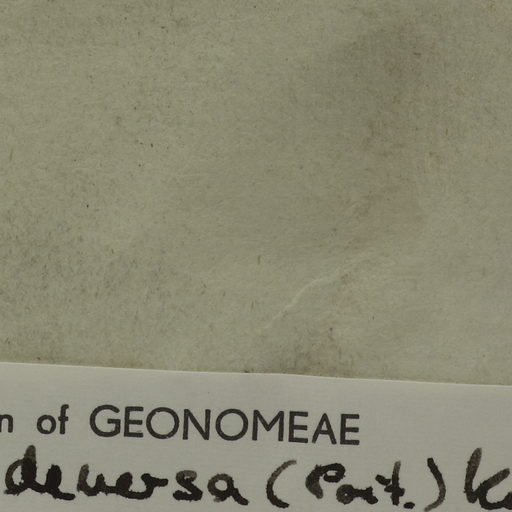 n of GEONOMEAE
deversa (Poit.) K